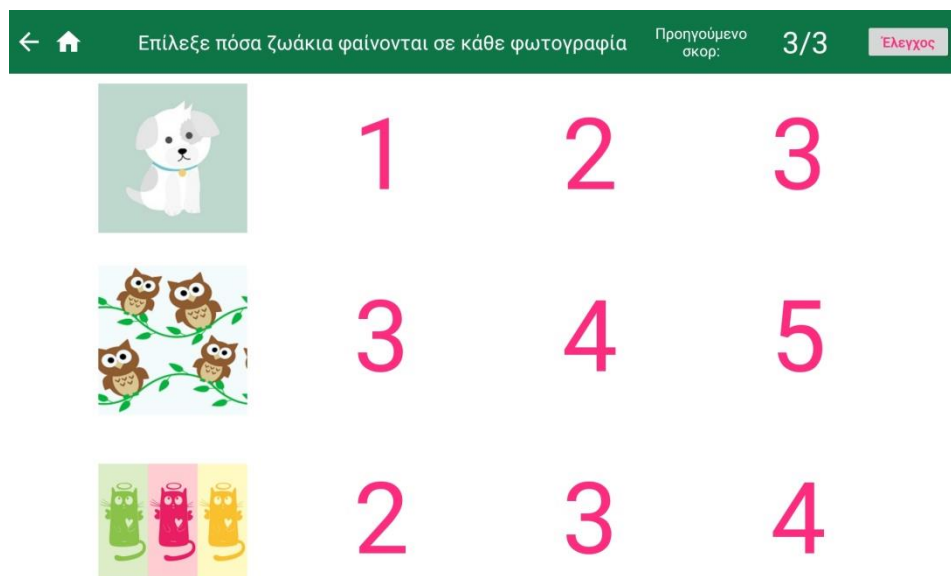 Επίλεξε πόσα ζωάκια φαίνονται σε κάθε φωτογραφία
Προηγούμενο
σκορ:
3/3
Έλεγχος
1 2 3
3 4 5
2 3 4